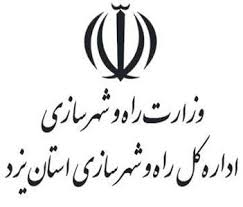 وزارت راه و شهرسازی
اداره کل راه و شهرسازی استان یزد